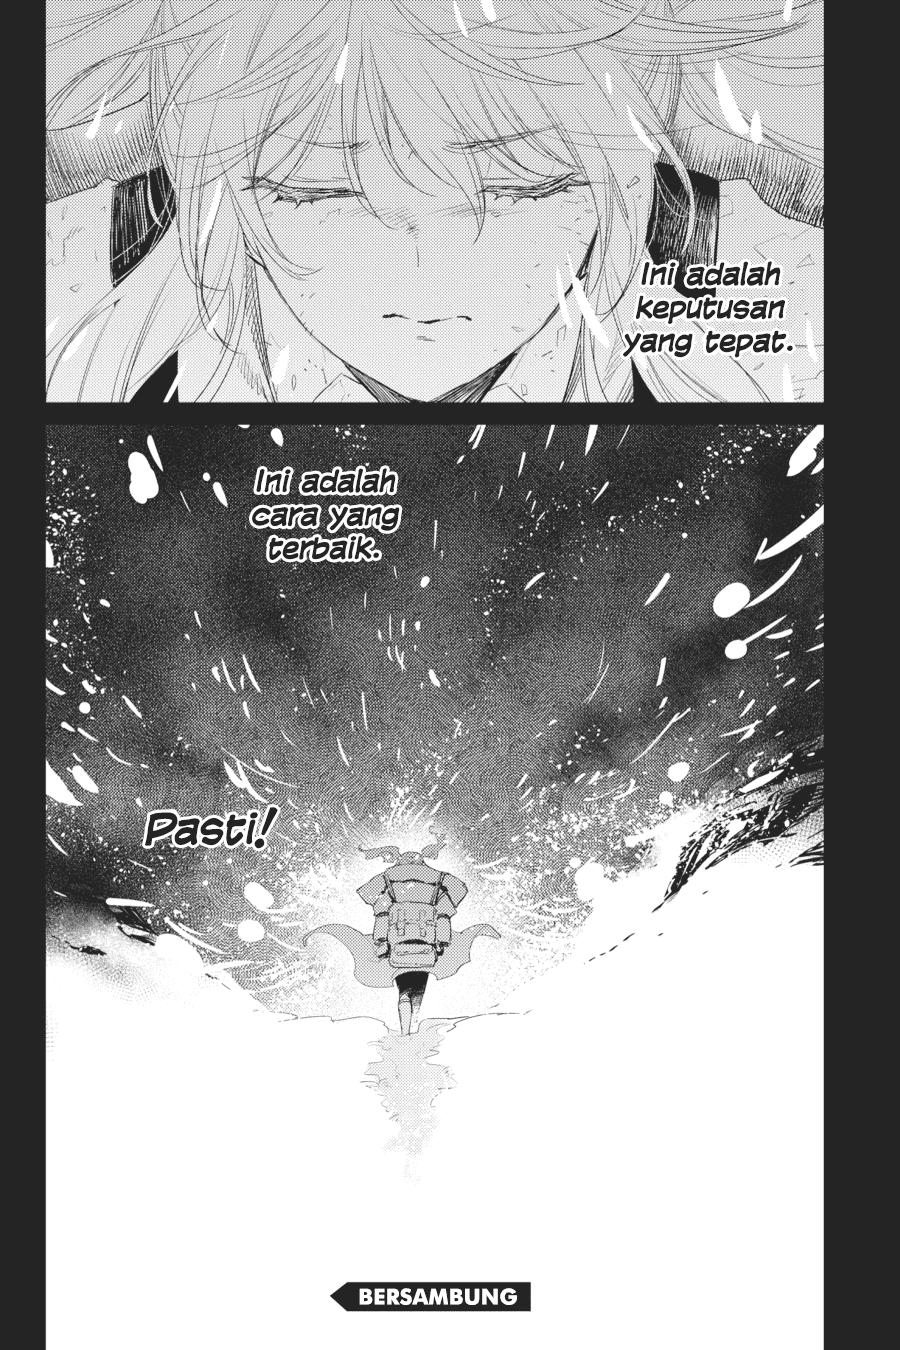 Ini adalah
keputusan
yang tepat.
Ini adalah
cara yang
terbaik.
Pasti!
BERSAMBUNG